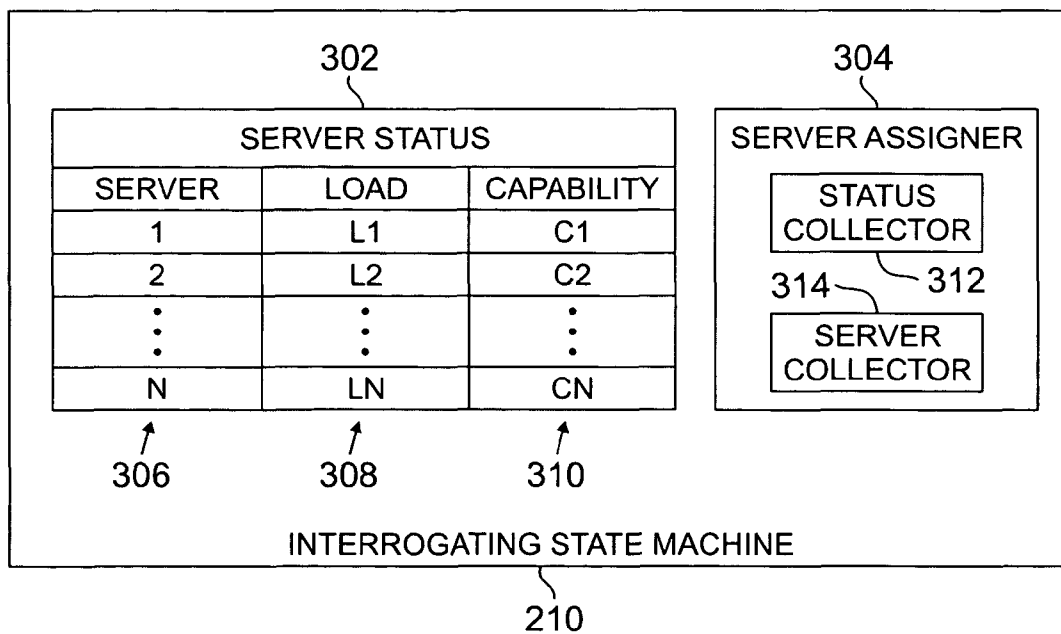 302
304
SERVER STATUS
SERVER LOAD CAPABILITY
1 L1 C1
2 L2 C2
N LN CN
306 308 310
SERVER ASSIGNER
STATUS
COLLECTOR
312
314
SERVER
COLLECTOR
INTERROGATING STATE MACHINE
210